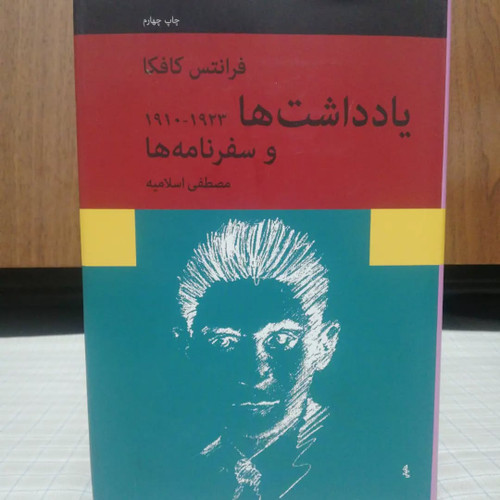 چاپ چهارم
فرانتس کافکا
یادداشت‌ها ۱۹۲۳-۱۹۱۰
و سفرنامه‌ها
مصطفی اسلامیه